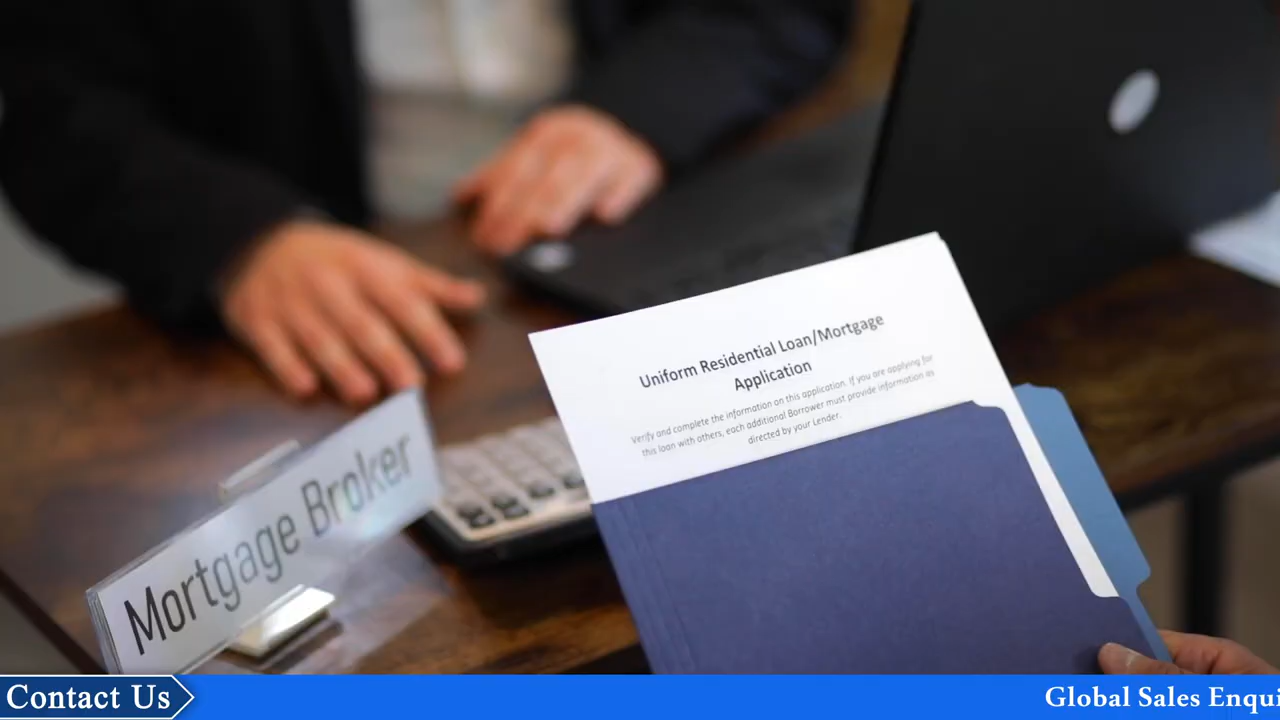 Uniform Residential Loan/Mortgage
Application
Verify and complete the information on this application. If you are applying for
this loan with others, each additional Borrower must provide information as
directed by your Lender.
Mortgage Broker
Contact Us
Global Sales Enqui